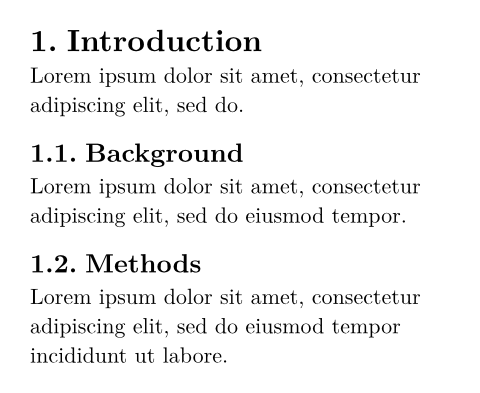 1. Introduction
Lorem ipsum dolor sit amet, consectetur
adipiscing elit, sed do.
1.1. Background
Lorem ipsum dolor sit amet, consectetur
adipiscing elit, sed do eiusmod tempor.
1.2. Methods
Lorem ipsum dolor sit amet, consectetur
adipiscing elit, sed do eiusmod tempor
incididunt ut labore.